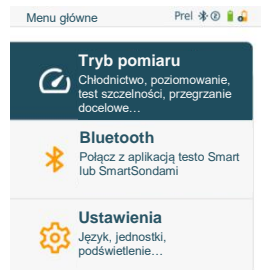 Menu główne Prel
Tryb pomiaru
Chłodnictwo, poziomowanie,
test szczelności, przegrzanie
docelowe...
Bluetooth
Połącz z aplikacją testo Smart
lub SmartSondami
Ustawienia
Język, jednostki,
podświetlenie...